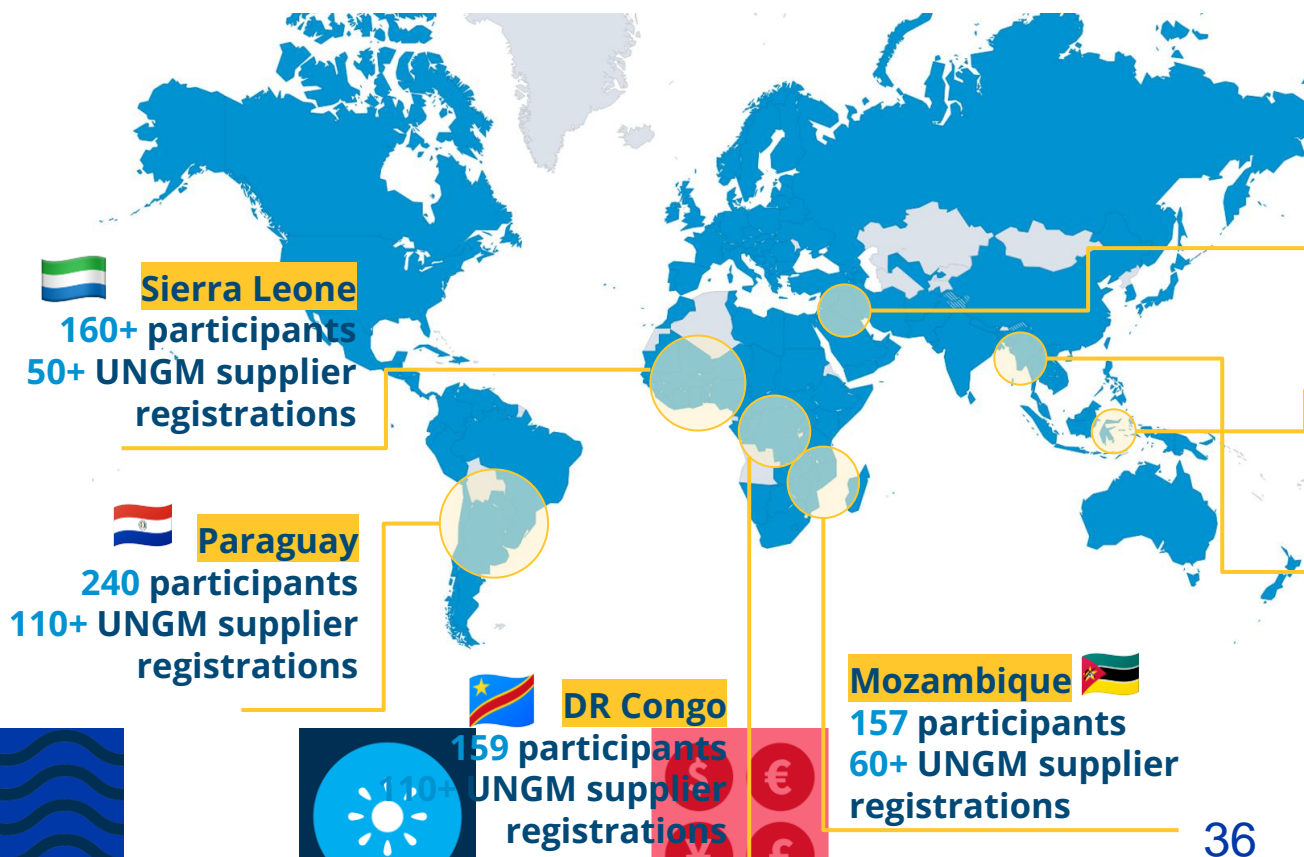 Sierra Leone
160+ participants
50+ UNGM supplier
registrations
Paraguay
240 participants
110+ UNGM supplier
registrations
DR Congo
159 participants
110+ UNGM supplier
registrations
Mozambique
157 participants
60+ UNGM supplier
registrations
$ €
¥ £
36